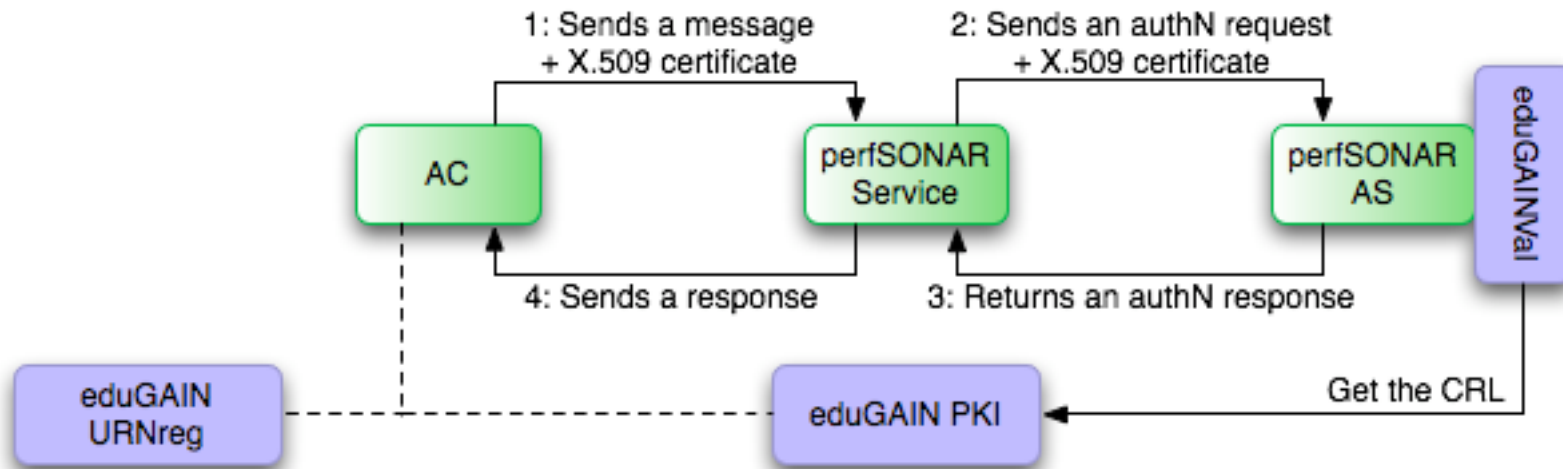 1: Sends a message
+ X.509 certificate
2: Sends an authN request
+ X.509 certificate
AC
perfSONAR
Service
perfSONAR
AS
eduGAINVal
4: Sends a response
3: Returns an authN response
eduGAIN
URNreg
eduGAIN PKI
Get the CRL